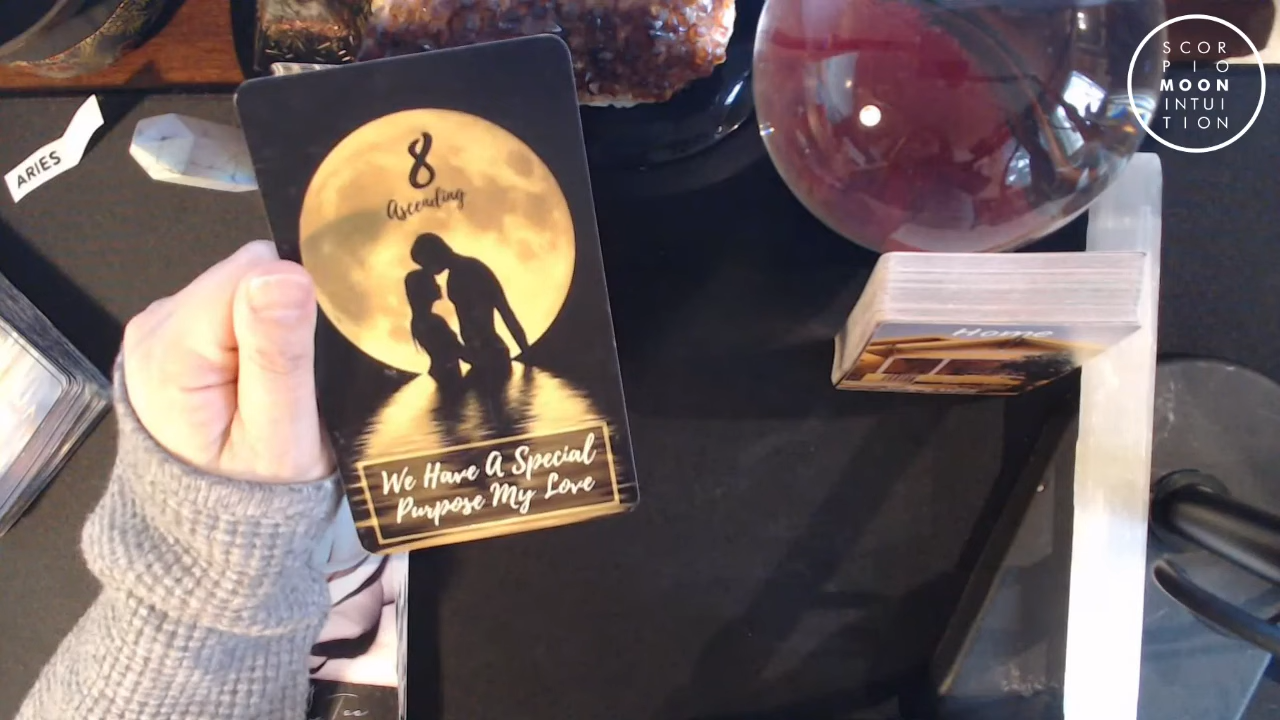 SCOR
PIO
MOON
INTUI
TION
ARIES
8
Ascending
Home
We Have A Special
Purpose My Love